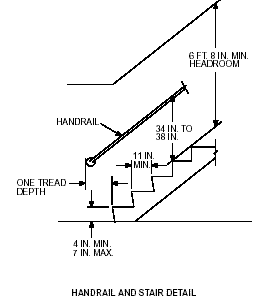 6 FT. 8 IN. MIN.
HEADROOM
HANDRAIL
34 IN. TO
38 IN.
11 IN.
MIN.
ONE TREAD
DEPTH
4 IN. MIN.
7 IN. MAX.
HANDRAIL AND STAIR DETAIL